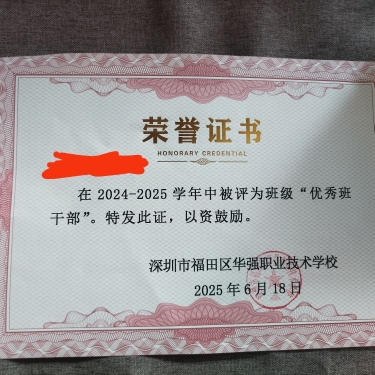 荣誉证书
HONORARY CREDENTIAL
在 2024-2025 学年中被评为班级“优秀班
干部”。特发此证，以资鼓励。
深圳市福田区华强职业技术学校
2025 年 6 月 18 日